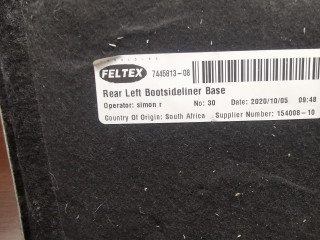 FELTEX 7445813-08
Rear Left Bootsideliner Base
Operator: simon r No: 30 Date: 2020/10/05 09:48
Country Of Origin: South Africa Supplier Number: 154008-10